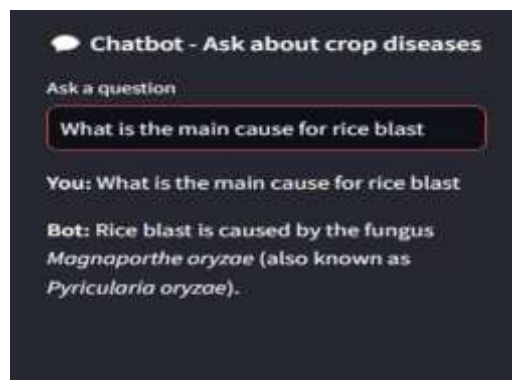 💬 Chatbot - Ask about crop diseases
Ask a question
What is the main cause for rice blast
You: What is the main cause for rice blast
Bot: Rice blast is caused by the fungus
Magnaporthe oryzae (also known as
Pyricularia oryzae).